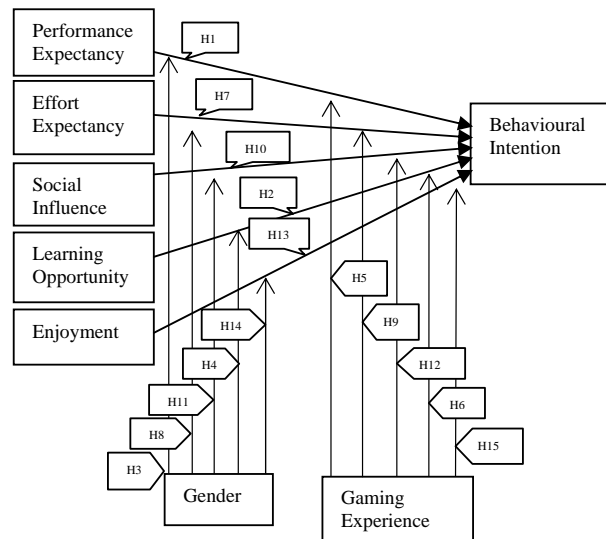 Performance
Expectancy
H1
Effort
Expectancy
H7
Behavioural
Intention
H10
Social
Influence
H2
H13
Learning
Opportunity
H5
Enjoyment
H14
H9
H4
H12
H11
H6
H8
H15
H3
Gender
Gaming
Experience